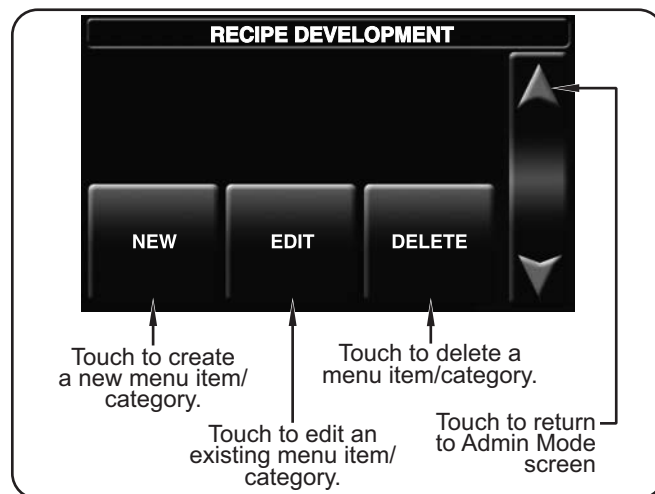 RECIPE DEVELOPMENT
NEW
EDIT
DELETE
Touch to create
a new menu item/
category.
Touch to edit an
existing menu item/
category.
Touch to delete a
menu item/category.
Touch to return
to Admin Mode
screen